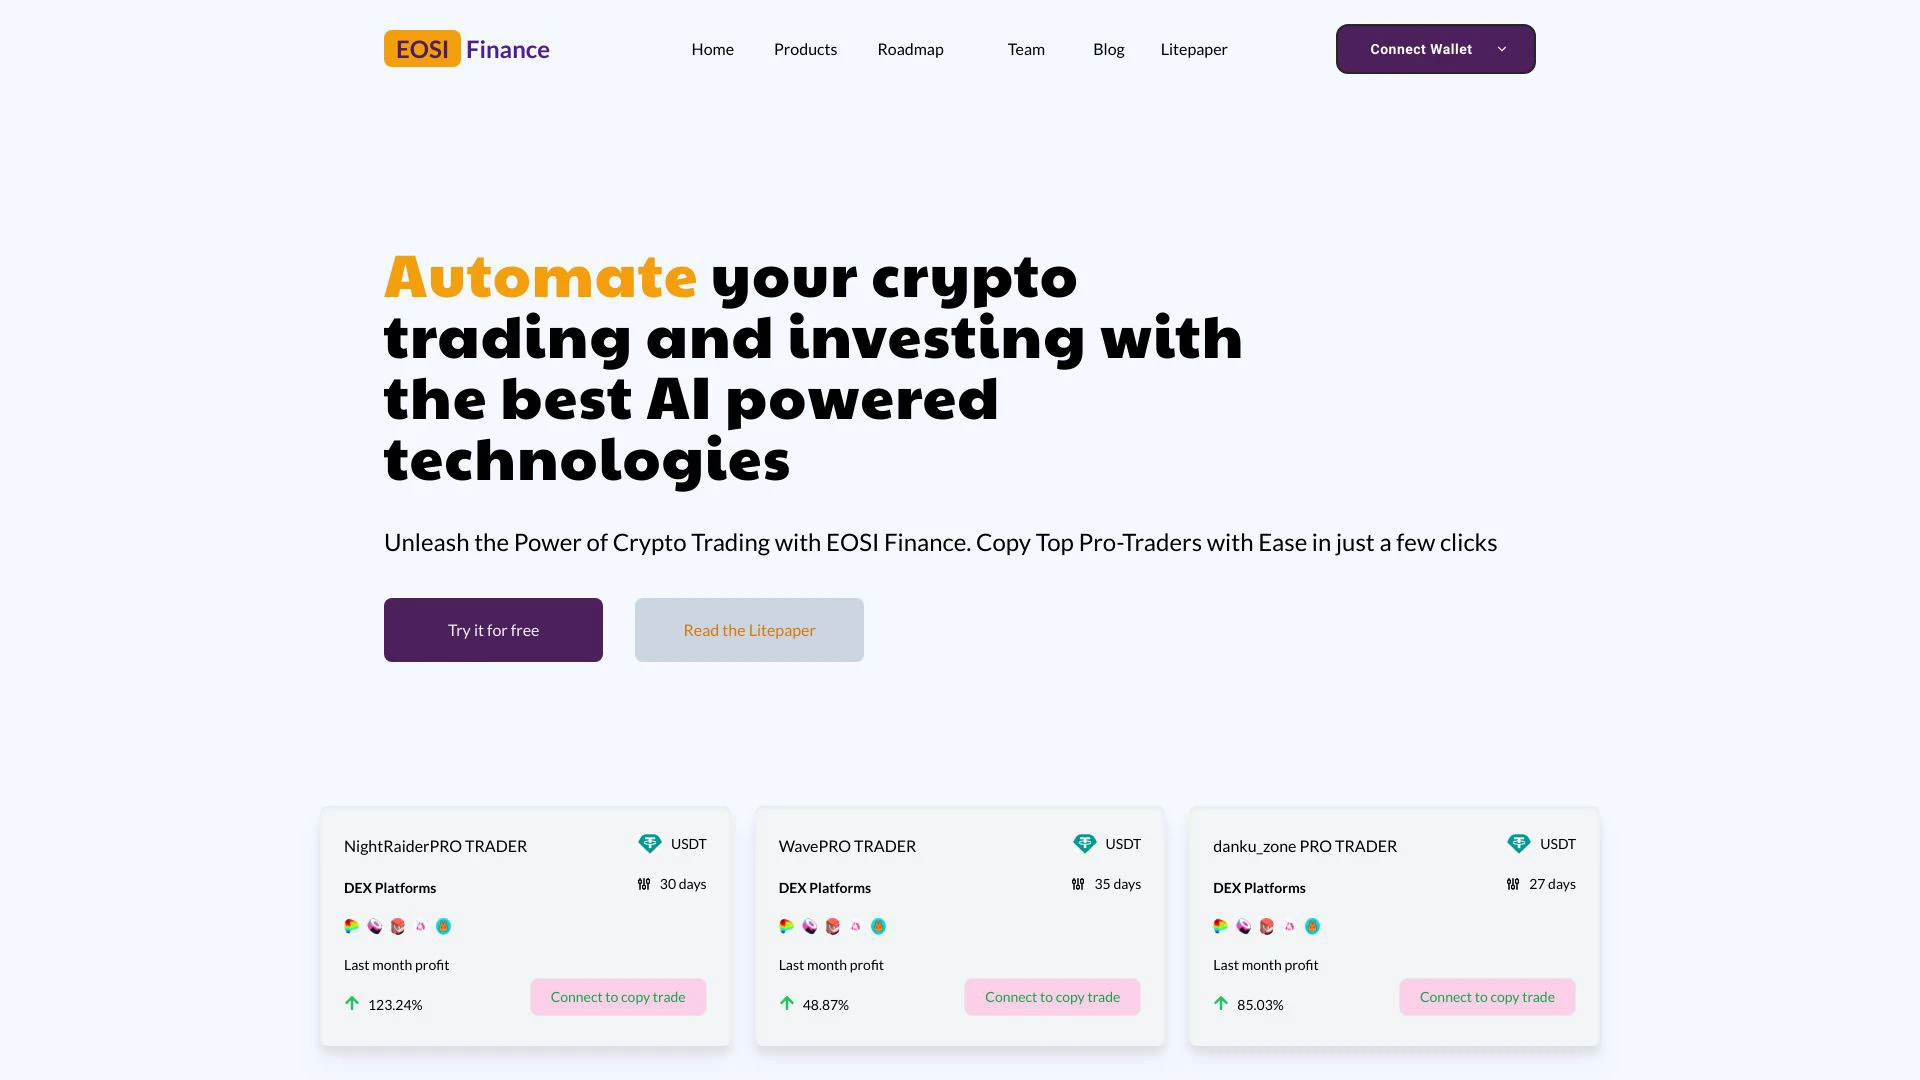 EOSI Finance
Home Products Roadmap Team Blog Litepaper
Connect Wallet
Automate your crypto
trading and investing with
the best AI powered
technologies
Unleash the Power of Crypto Trading with EOSI Finance. Copy Top Pro-Traders with Ease in just a few clicks
Try it for free
Read the Litepaper
NightRaiderPRO TRADER
USDT
DEX Platforms
30 days
Last month profit
123.24%
Connect to copy trade
WavePRO TRADER
USDT
DEX Platforms
35 days
Last month profit
48.87%
Connect to copy trade
danku_zone PRO TRADER
USDT
DEX Platforms
27 days
Last month profit
85.03%
Connect to copy trade